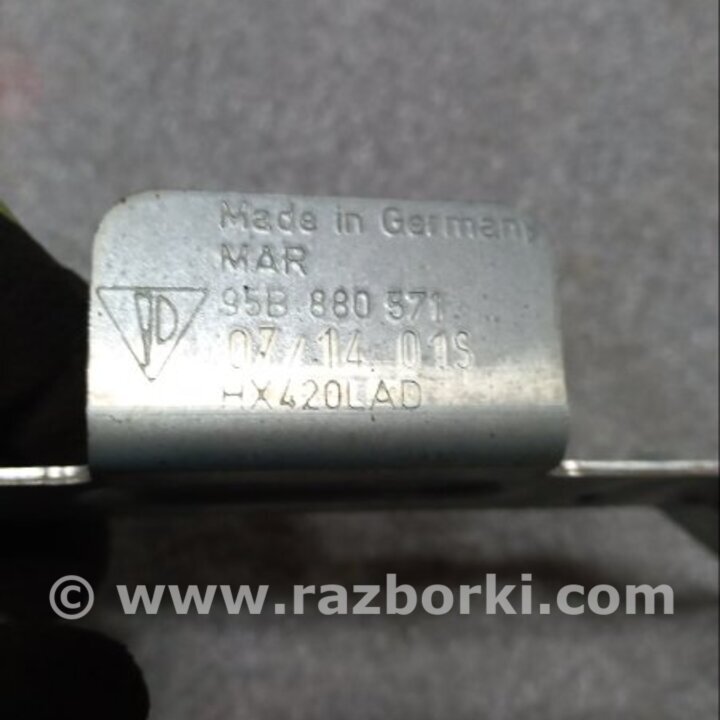 Made in Germany
MAR
95B 880 571
07/14 01S
HX420LAD
© www.razborki.com